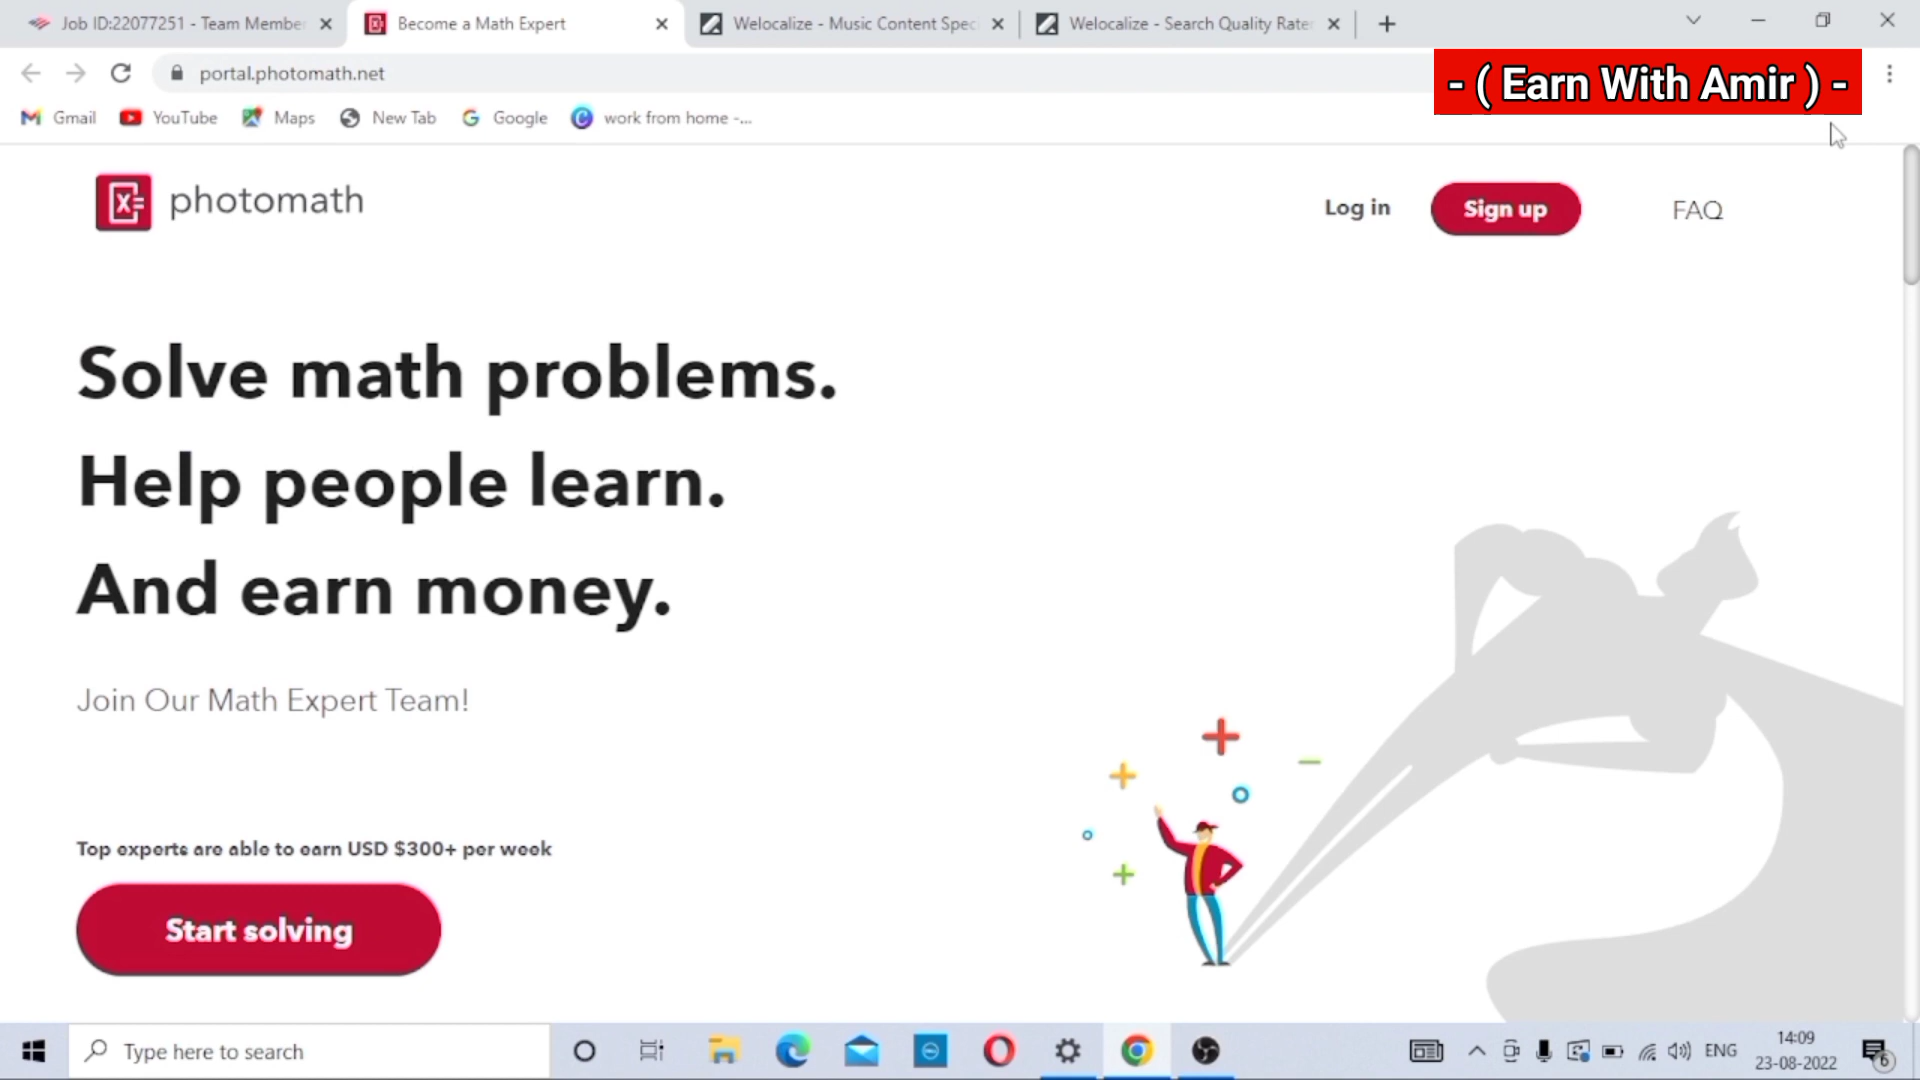 Job ID:22077251 - Team Member
Become a Math Expert
Welocalize - Music Content Spec
Welocalize - Search Quality Rater
portal.photomath.net
- ( Earn With Amir ) -
Gmail
YouTube
Maps
New Tab
Google
work from home -...
photomath
Log in
Sign up
FAQ
Solve math problems.
Help people learn.
And earn money.
Join Our Math Expert Team!
Top experts are able to earn USD $300+ per week
Start solving
Type here to search
ENG
14:09
23-08-2022
6